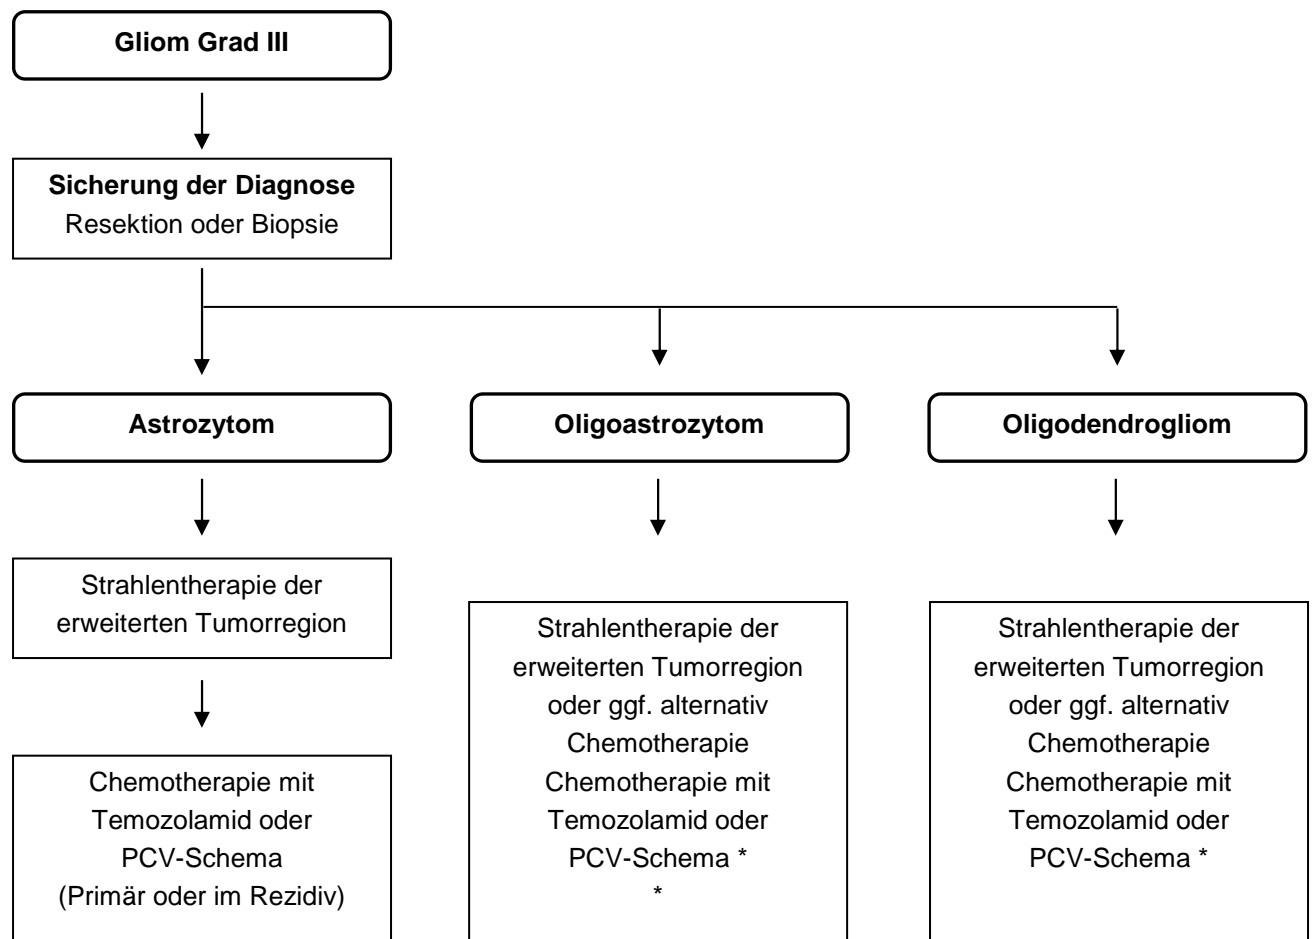 Gliom Grad III
Sicherung der Diagnose
Resektion oder Biopsie
Astrozytom
Oligoastrozytom
Oligodendrogliom
Strahlentherapie der
erweiterten Tumorregion
Chemotherapie mit
Temozolamid oder
PCV-Schema
(Primär oder im Rezidiv)
Strahlentherapie der
erweiterten Tumorregion
oder ggf. alternativ
Chemotherapie
Chemotherapie mit
Temozolamid oder
PCV-Schema *
*
Strahlentherapie der
erweiterten Tumorregion
oder ggf. alternativ
Chemotherapie
Chemotherapie mit
Temozolamid oder
PCV-Schema *